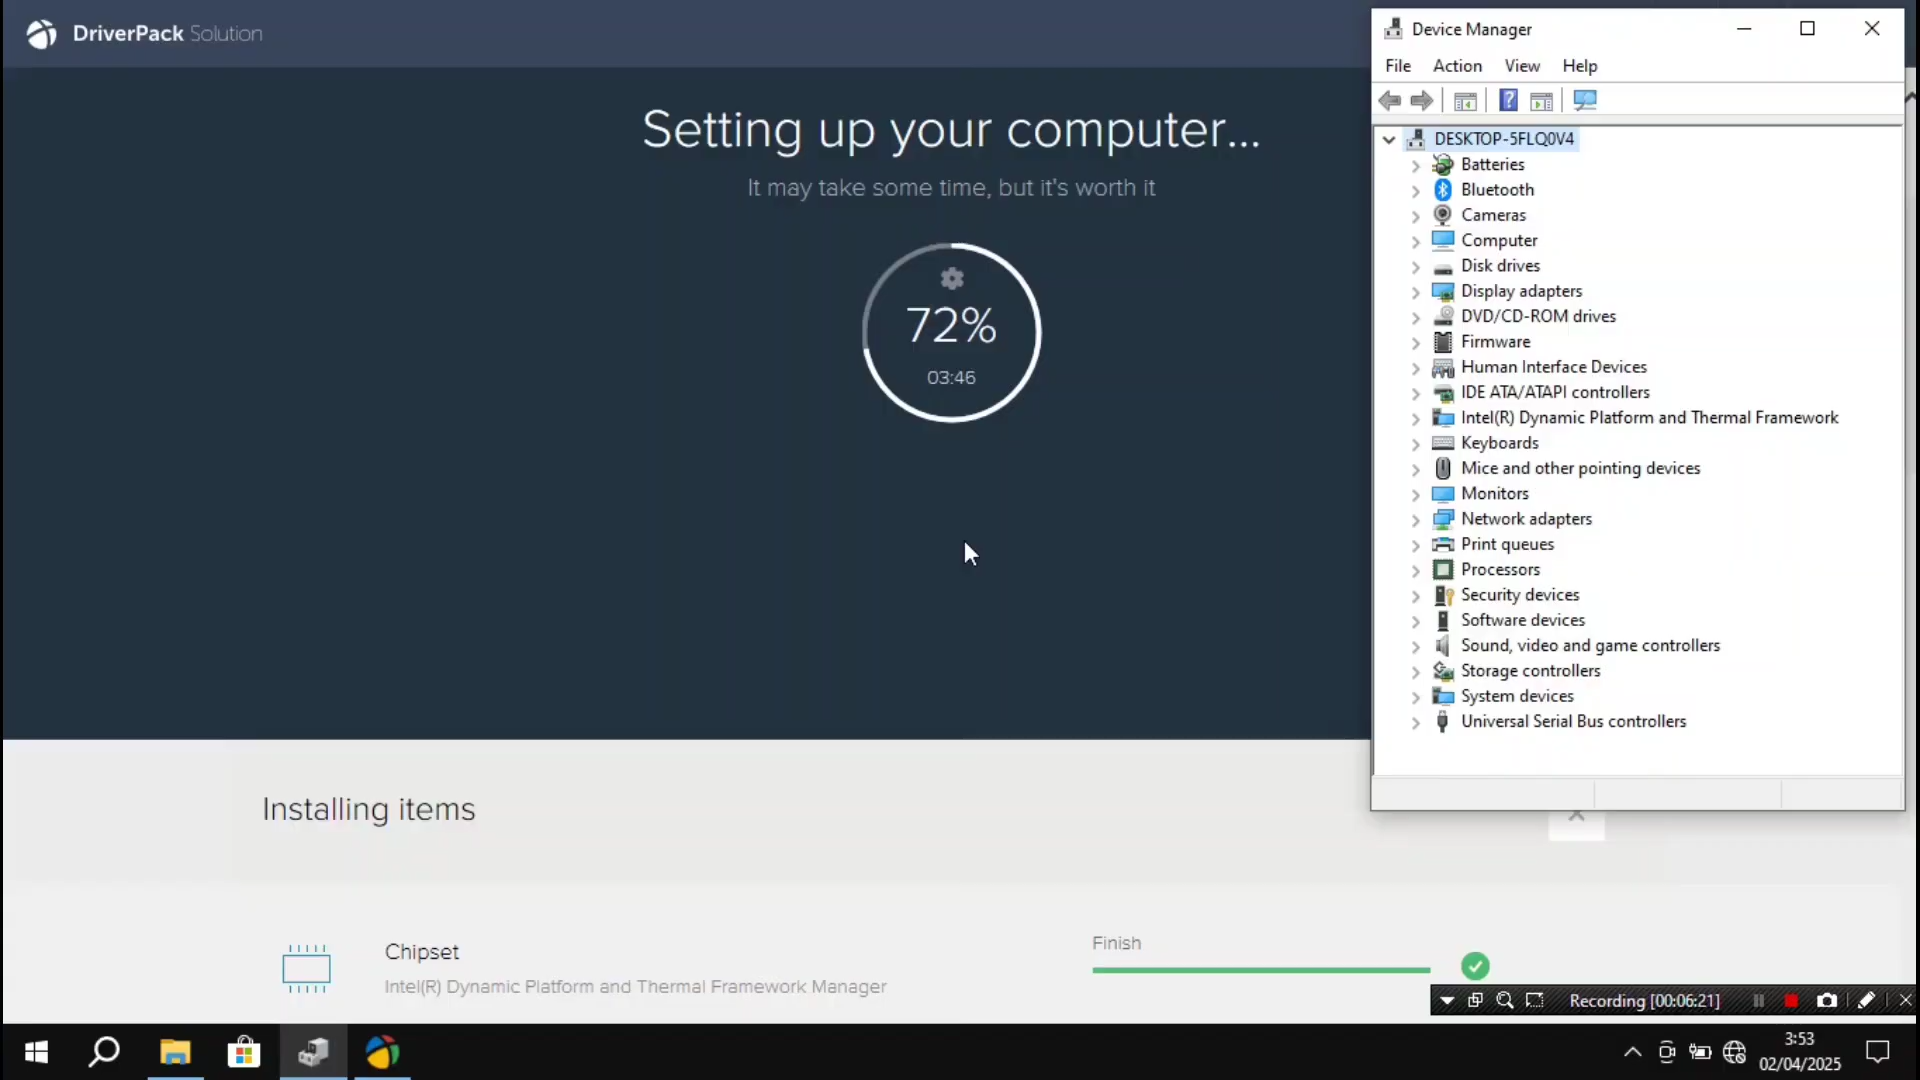 DriverPack Solution
Setting up your computer...
It may take some time, but it's worth it
72%
03:46
Installing items
Chipset
Intel(R) Dynamic Platform and Thermal Framework Manager
Finish
Device Manager
File Action View Help
DESKTOP-5FLQ0V4
Batteries
Bluetooth
Cameras
Computer
Disk drives
Display adapters
DVD/CD-ROM drives
Firmware
Human Interface Devices
IDE ATA/ATAPI controllers
Intel(R) Dynamic Platform and Thermal Framework
Keyboards
Mice and other pointing devices
Monitors
Network adapters
Print queues
Processors
Security devices
Software devices
Sound, video and game controllers
Storage controllers
System devices
Universal Serial Bus controllers
Recording [00:06:21]
3:53
02/04/2025